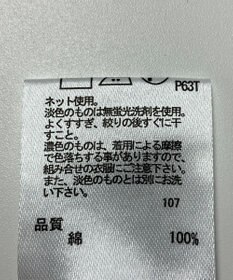 P63T
ネット使用。
淡色のものは無蛍光洗剤を使用。
よくすすぎ、絞りの後すぐに干
すこと。
濃色のものは、着用による摩擦
で色落ちする事がありますので、
組み合せの衣服にご注意下さい。
また、淡色のものとは別にお洗
い下さい。
107
品質
綿 100%